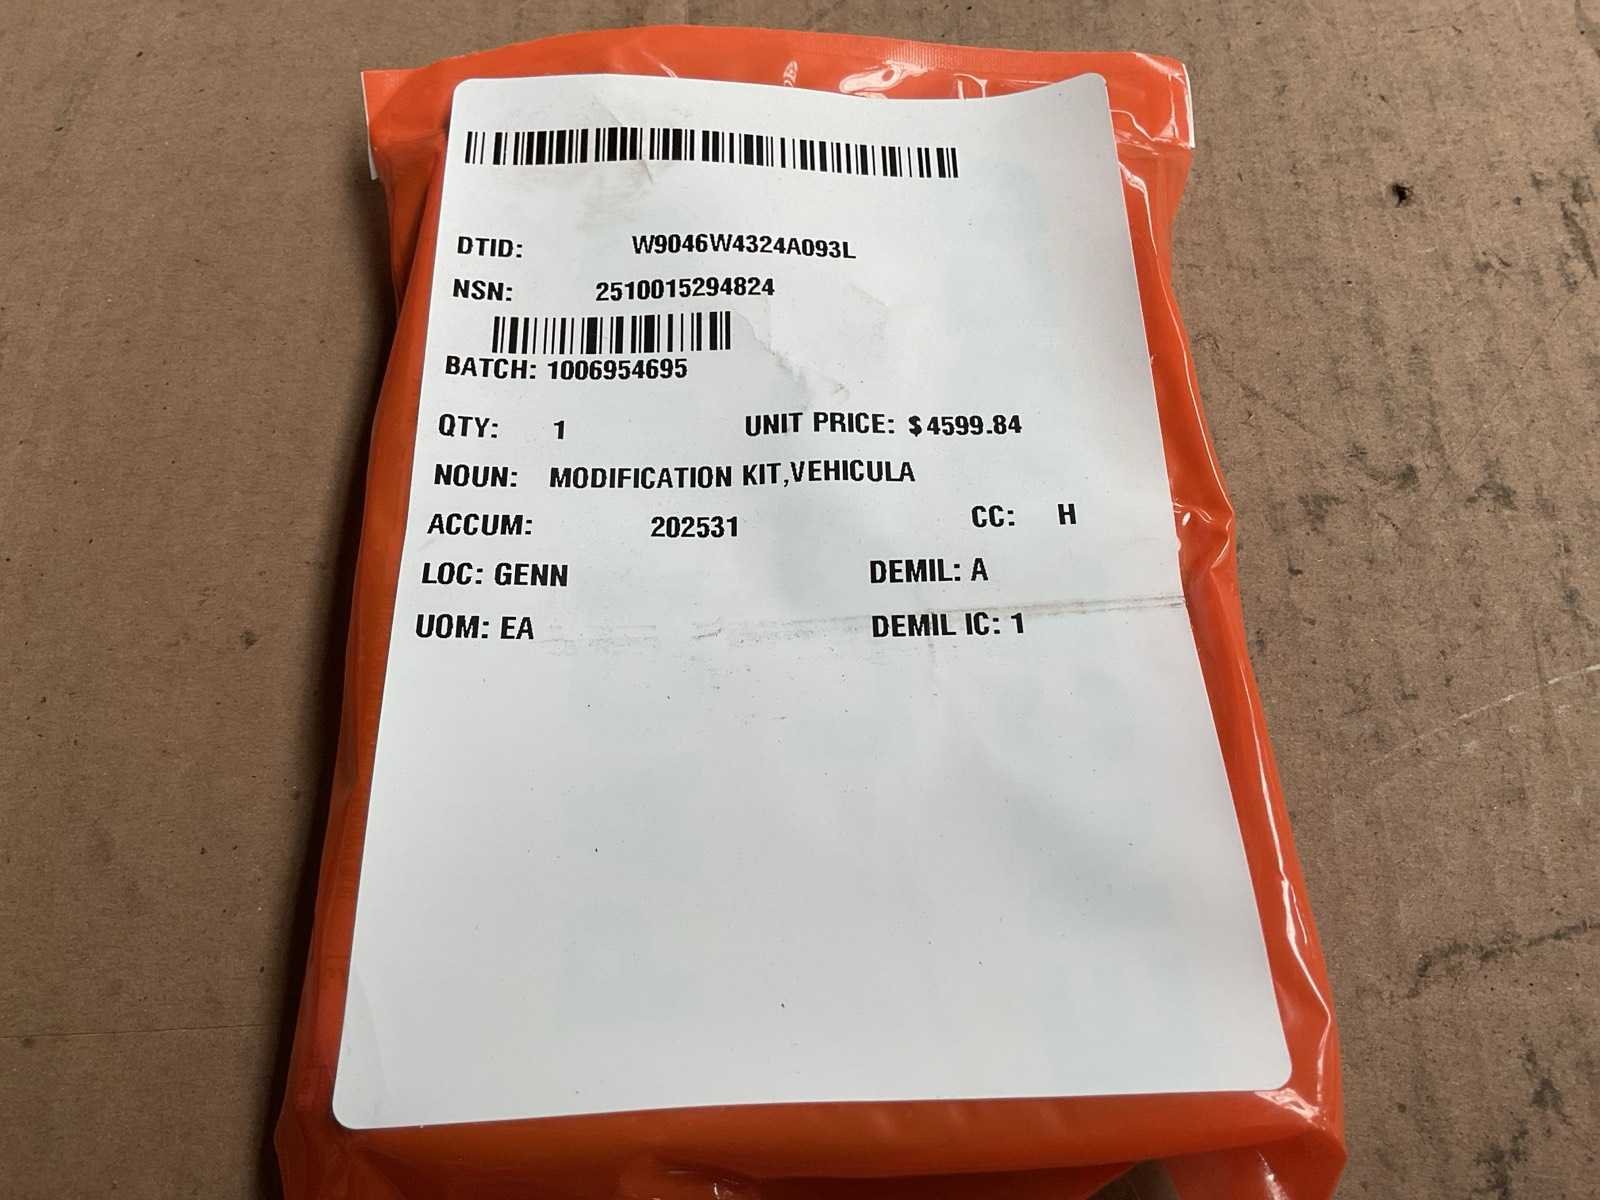 DTID: W9046W4324A093L
NSN: 2510015294824
BATCH: 1006954695
QTY: 1 UNIT PRICE: $4599.84
NOUN: MODIFICATION KIT,VEHICULA
ACCUM: 202531 CC: H
LOC: GENN DEMIL: A
UOM: EA DEMIL IC: 1